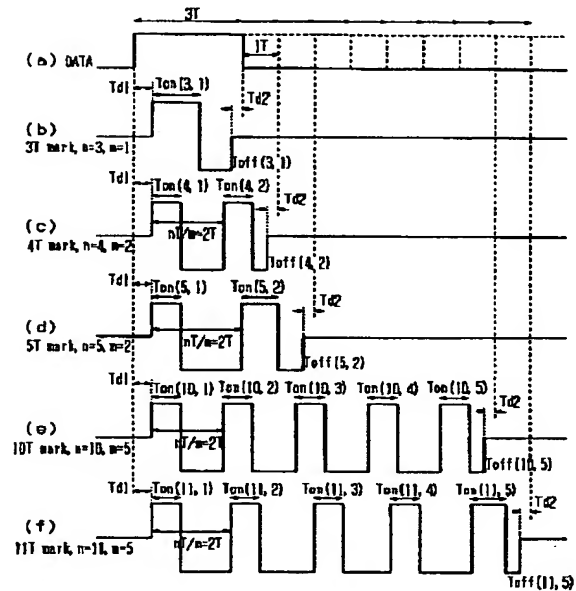 3T
1T
(a) DATA
Td1 Ton(3, 1) Td2
(b)
3T mark, n=3, m=1
Toff(3, 1)
Td1 Ton(4, 1) Ton(4, 2) Td2
(c)
4T mark, n=4, m=2
nT/m=2T
Toff(4, 2)
Td1 Ton(5, 1) Ton(5, 2) Td2
(d)
5T mark, n=5, m=2
nT/m=2T
Toff(5, 2)
Td1 Ton(10, 1) Ton(10, 2) Ton(10, 3) Ton(10, 4) Ton(10, 5) Td2
(e)
10T mark, n=10, m=5
nT/m=2T
Toff(10, 5)
Td1 Ton(11, 1) Ton(11, 2) Ton(11, 3) Ton(11, 4) Ton(11, 5) Td2
(f)
11T mark, n=11, m=5
nT/m=2T
Toff(11, 5)